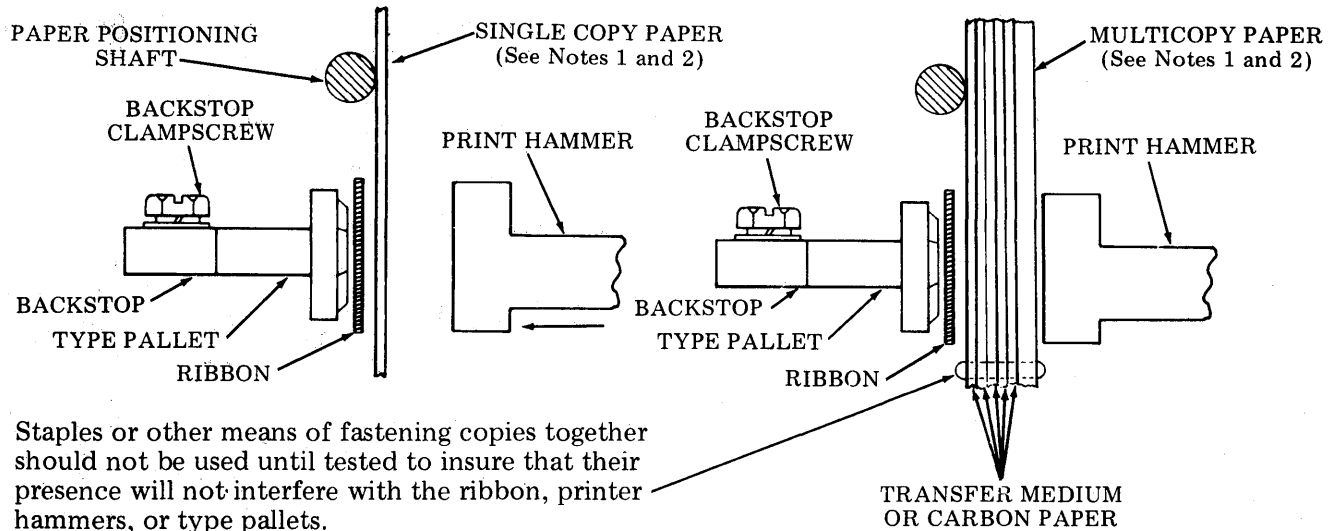 PAPER POSITIONING
SHAFT
SINGLE COPY PAPER
(See Notes 1 and 2)
BACKSTOP
CLAMPSCREW
PRINT HAMMER
BACKSTOP
TYPE PALLET
RIBBON
MULTICOPY PAPER
(See Notes 1 and 2)
BACKSTOP
CLAMPSCREW
PRINT HAMMER
BACKSTOP
TYPE PALLET
RIBBON
Staples or other means of fastening copies together
should not be used until tested to insure that their
presence will not interfere with the ribbon, printer
hammers, or type pallets.
TRANSFER MEDIUM
OR CARBON PAPER